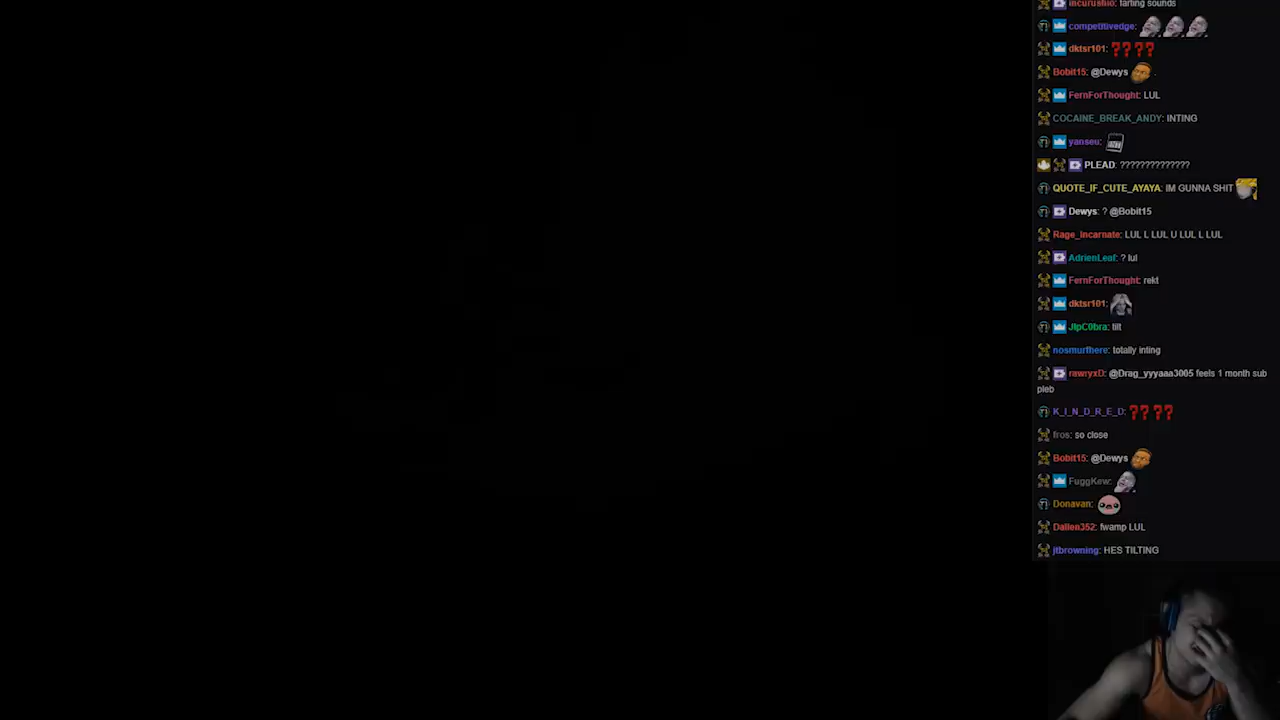 incurushio: farting sounds
competitivedge:
dktsr101: ????
Bobit15: @Dewys .
FernForThought: LUL
COCAINE_BREAK_ANDY: INTING
yanseu: INT
PLEAD: ??????????????
QUOTE_IF_CUTE_AYAYA: IM GUNNA SHIT
Dewys: ? @Bobit15
Rage_Incarnate: LUL L LUL U LUL L LUL
AdrienLeaf: ? lul
FernForThought: rekt
dktsr101:
JlpC0bra: tilt
nosmurfhere: totally inting
rawryxD: @Drag_yyyaaa3005 feels 1 month sub
pleb
K_I_N_D_R_E_D: ????
fros: so close
Bobit15: @Dewys
FuggKew:
Donavan:
Dallen352: fwamp LUL
jtbrowning: HES TILTING